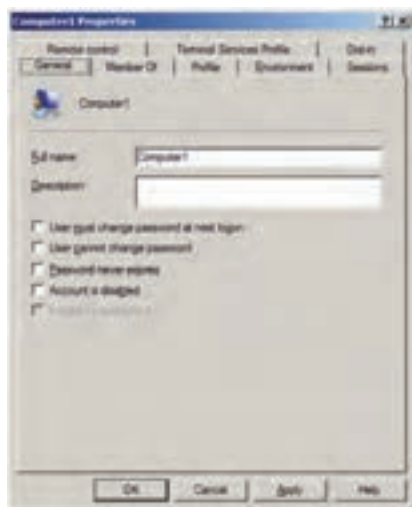 Computer1 Properties
? ×
Remote control Terminal Services Profile Dial-in
General Member Of Profile Environment Sessions
Computer1
Full name: Computer1
Description:
User must change password at next logon
User cannot change password
Password never expires
Account is disabled
OK Cancel Apply Help